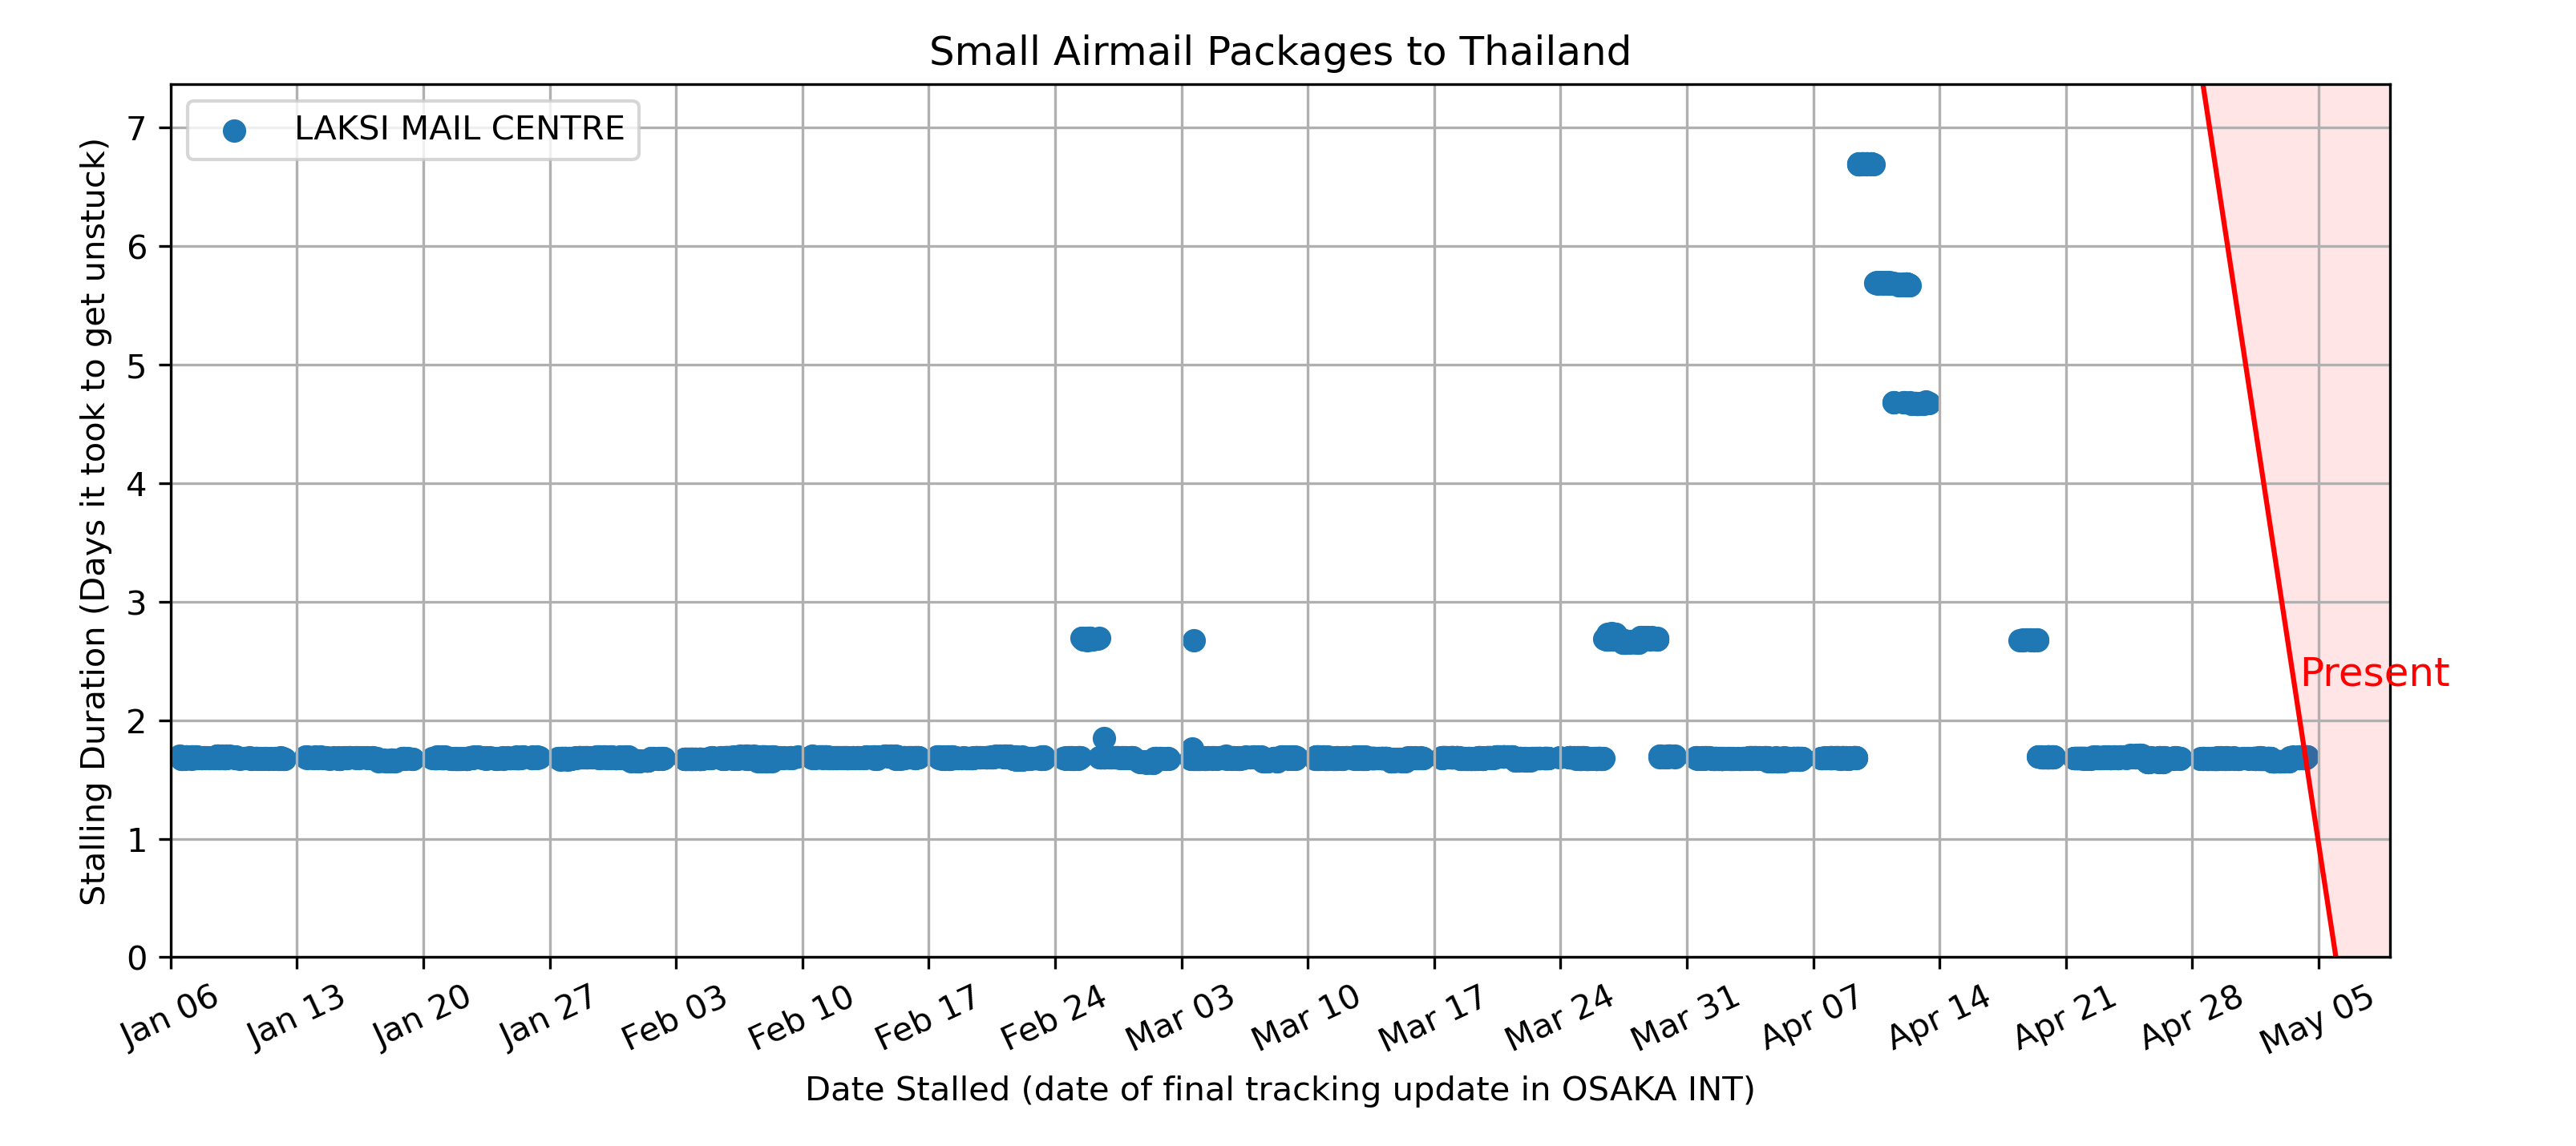 Small Airmail Packages to Thailand
LAKSI MAIL CENTRE
Stalling Duration (Days it took to get unstuck)
7
6
5
4
3
2
1
0
Present
Jan 06
Jan 13
Jan 20
Jan 27
Feb 03
Feb 10
Feb 17
Feb 24
Mar 03
Mar 10
Mar 17
Mar 24
Mar 31
Apr 07
Apr 14
Apr 21
Apr 28
May 05
Date Stalled (date of final tracking update in OSAKA INT)